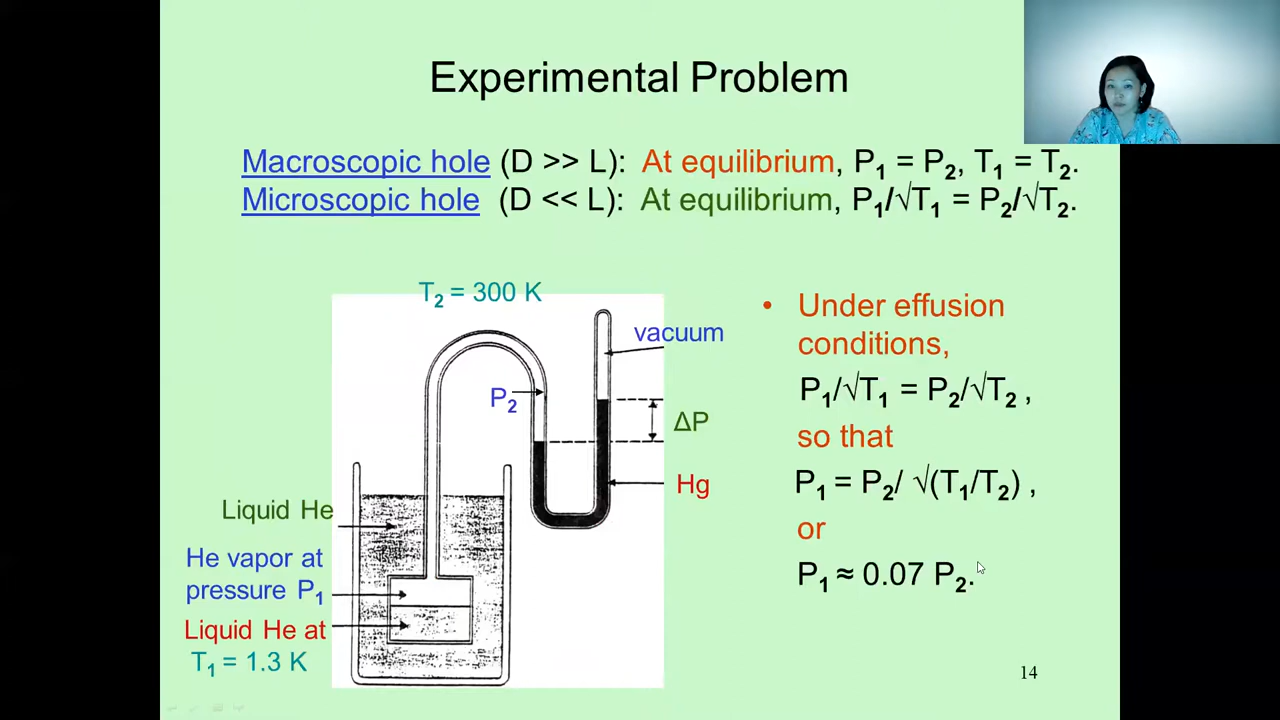 Experimental Problem
Macroscopic hole (D >> L): At equilibrium, P₁ = P₂, T₁ = T₂.
Microscopic hole (D << L): At equilibrium, P₁/√T₁ = P₂/√T₂.
T₂ = 300 K
vacuum
P₂
ΔP
Hg
Liquid He
He vapor at
pressure P₁
Liquid He at
T₁ = 1.3 K
• Under effusion
conditions,
P₁/√T₁ = P₂/√T₂ ,
so that
P₁ = P₂/ √(T₁/T₂) ,
or
P₁ ≈ 0.07 P₂.
14